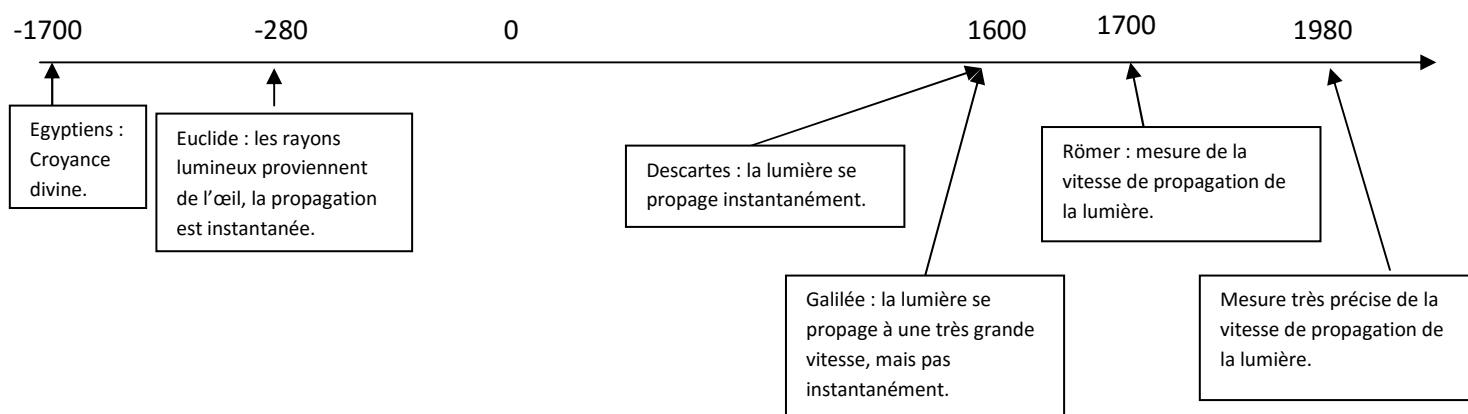 -1700 -280 0 1600 1700 1980
Egyptiens :
Croyance
divine.
Euclide : les rayons
lumineux proviennent
de l’œil, la propagation
est instantanée.
Descartes : la lumière se
propage instantanément.
Galilée : la lumière se
propage à une très grande
vitesse, mais pas
instantanément.
Römer : mesure de la
vitesse de propagation de
la lumière.
Mesure très précise de la
vitesse de propagation de
la lumière.